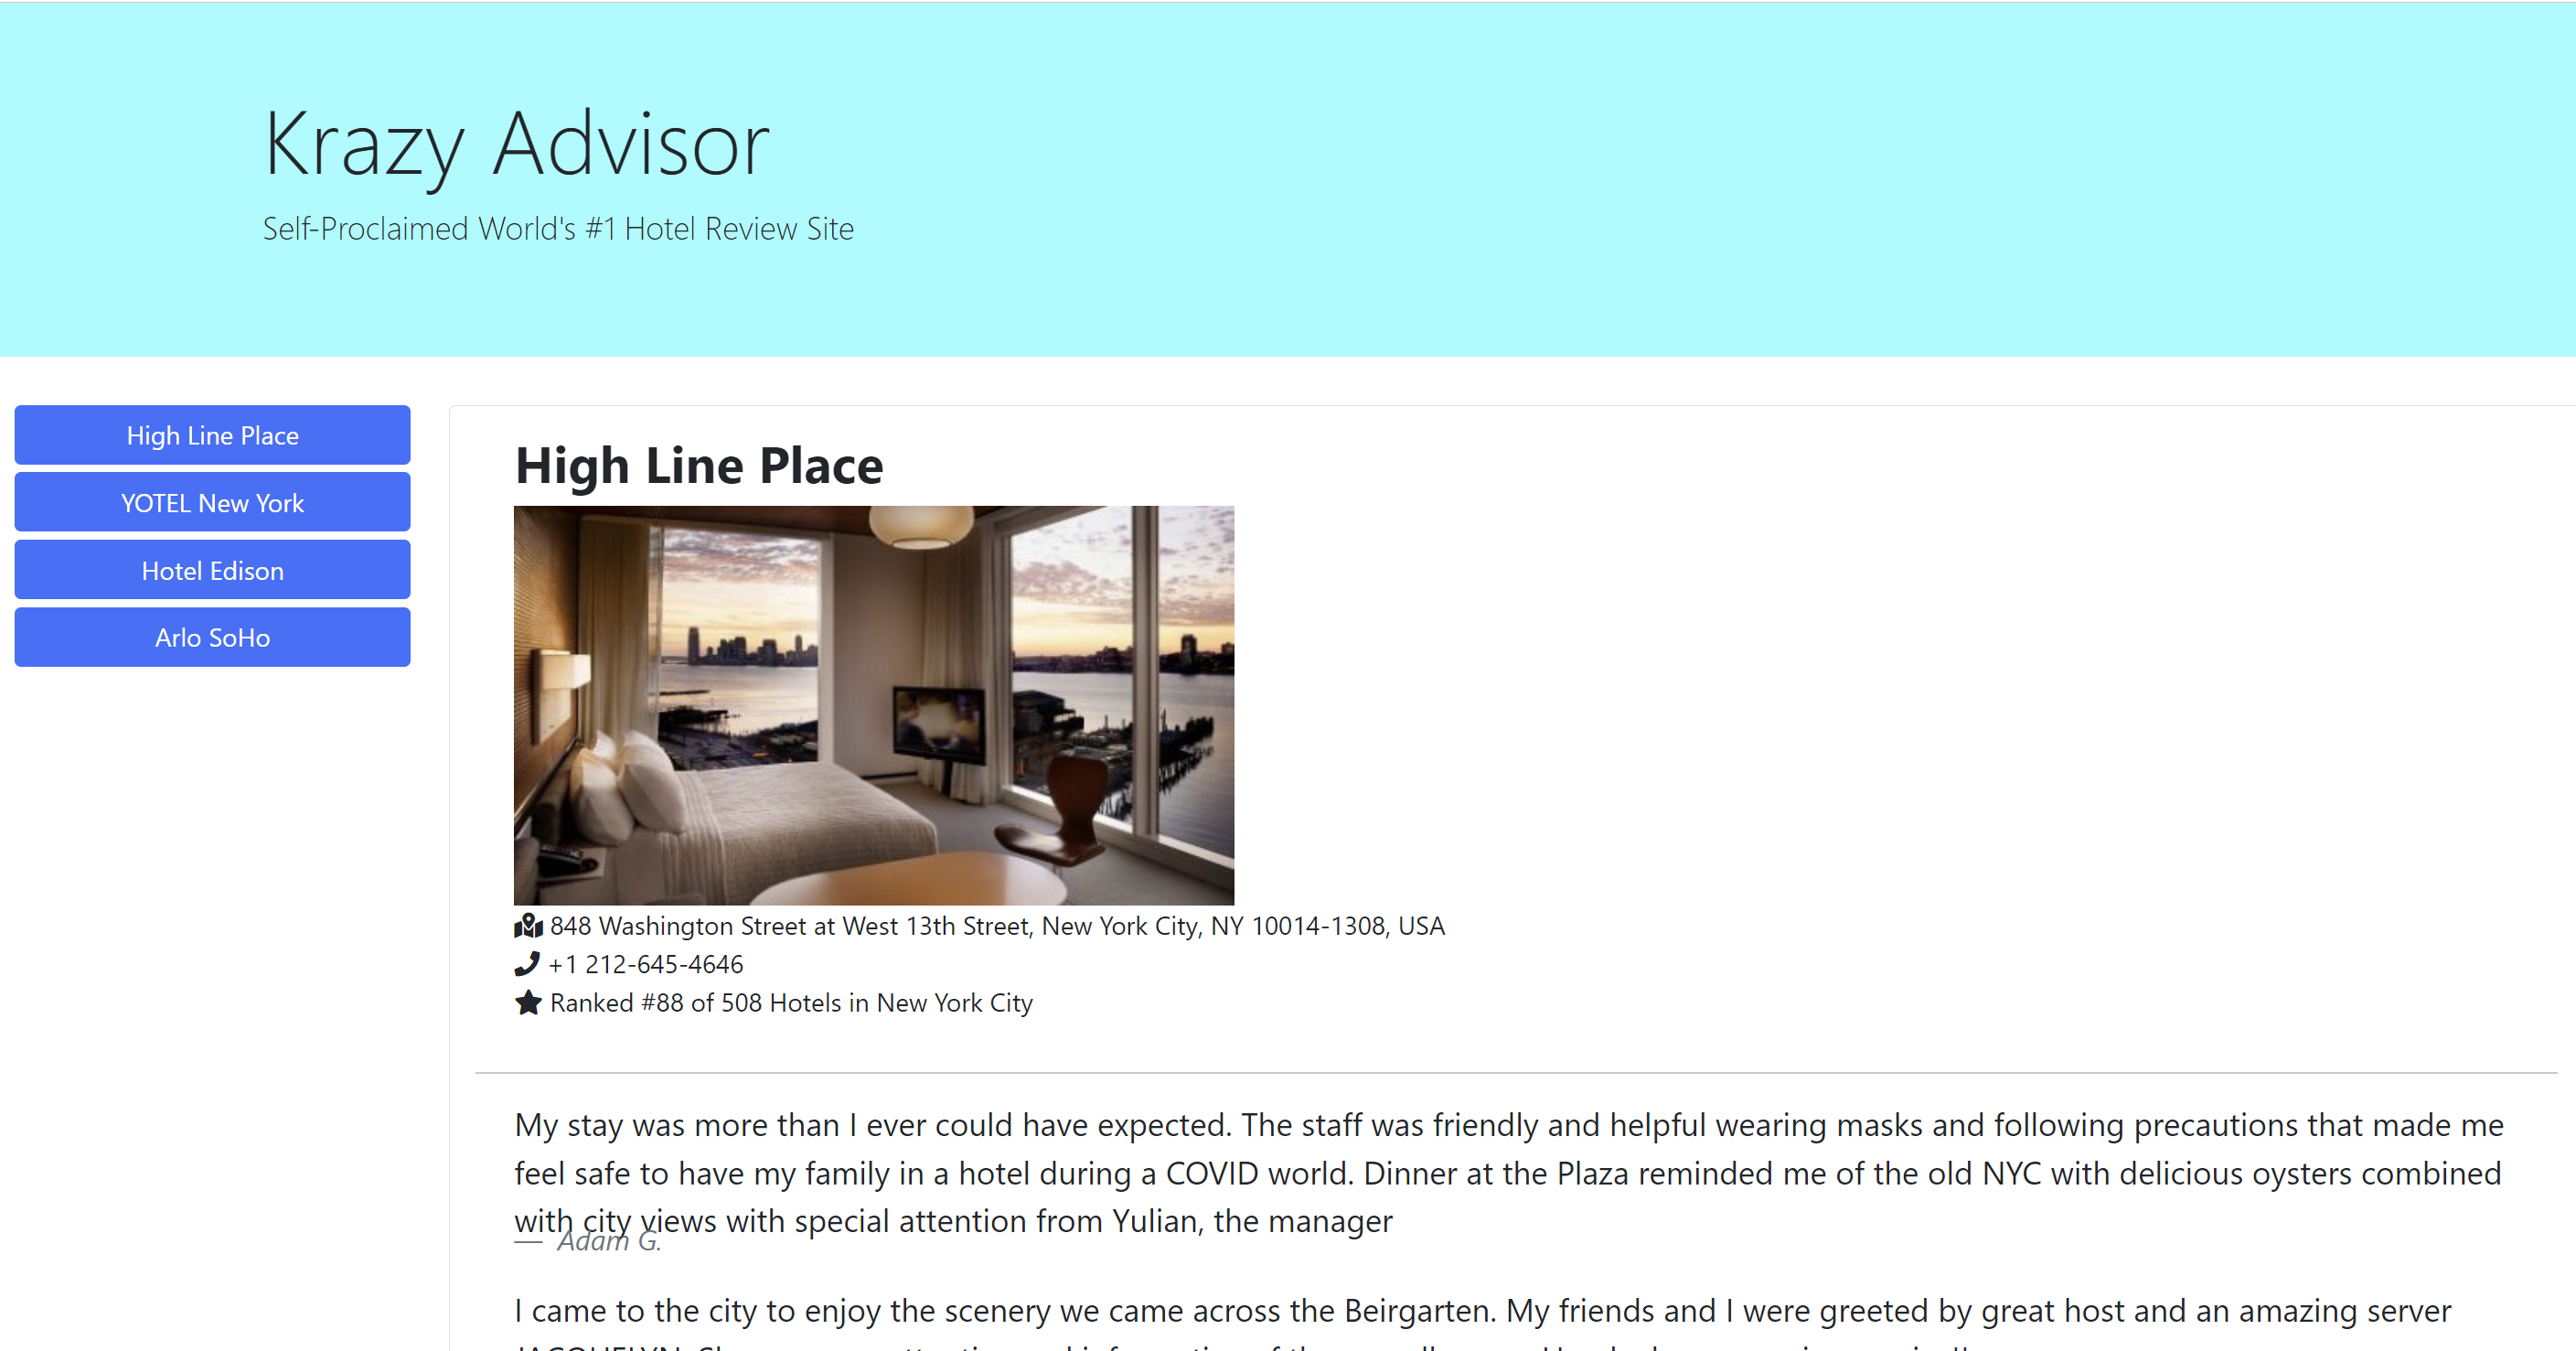 Krazy Advisor
Self-Proclaimed World's #1 Hotel Review Site
High Line Place
YOTEL New York
Hotel Edison
Arlo SoHo
High Line Place
848 Washington Street at West 13th Street, New York City, NY 10014-1308, USA
+1 212-645-4646
Ranked #88 of 508 Hotels in New York City
My stay was more than I ever could have expected. The staff was friendly and helpful wearing masks and following precautions that made me
feel safe to have my family in a hotel during a COVID world. Dinner at the Plaza reminded me of the old NYC with delicious oysters combined
with city views with special attention from Yulian, the manager
— Adam G.
I came to the city to enjoy the scenery we came across the Beirgarten. My friends and I were greeted by great host and an amazing server